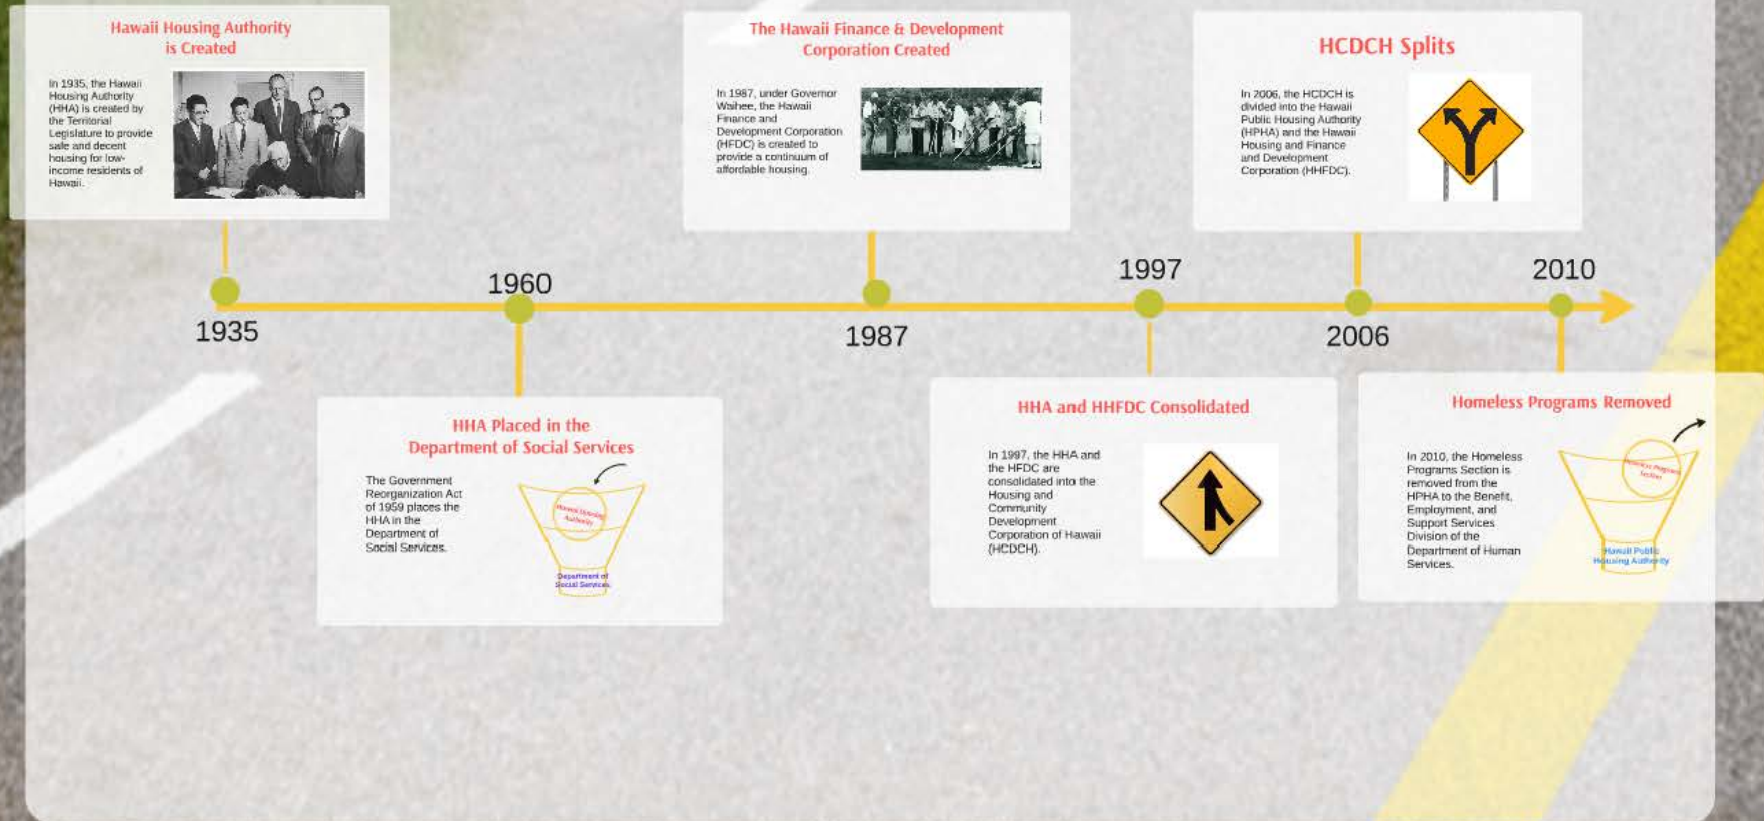 Hawaii Housing Authority
is Created
In 1935, the Hawaii
Housing Authority
(HHA) is created by
the Territorial
Legislature to provide
safe and decent
housing for low-
income residents of
Hawaii.
1935
1960
HHA Placed in the
Department of Social Services
The Government
Reorganization Act
of 1959 places the
HHA in the
Department of
Social Services.
Hawaii Housing
Authority
Department of
Social Services
The Hawaii Finance & Development
Corporation Created
In 1987, under Governor
Waihee, the Hawaii
Finance and
Development Corporation
(HFDC) is created to
provide a continuum of
affordable housing.
1987
1997
HHA and HHFDC Consolidated
In 1997, the HHA and
the HFDC are
consolidated into the
Housing and
Community
Development
Corporation of Hawaii
(HCDCH).
HCDCH Splits
In 2006, the HCDCH is
divided into the Hawaii
Public Housing Authority
(HPHA) and the Hawaii
Housing and Finance
and Development
Corporation (HHFDC).
2006
2010
Homeless Programs Removed
In 2010, the Homeless
Programs Section is
removed from the
HPHA to the Benefit,
Employment, and
Support Services
Division of the
Department of Human
Services.
Homeless Programs
Section
Hawaii Public
Housing Authority